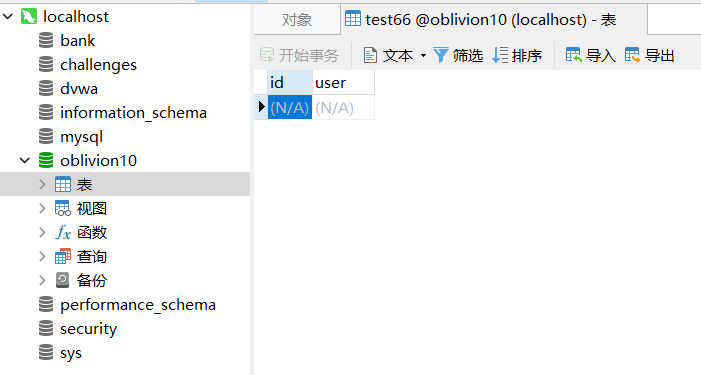 localhost
bank
challenges
dvwa
information_schema
mysql
oblivion10
表
视图
fx 函数
查询
备份
performance_schema
security
sys
对象 test66 @oblivion10 (localhost) - 表
开始事务 文本 筛选 排序 导入 导出
id user
(N/A) (N/A)